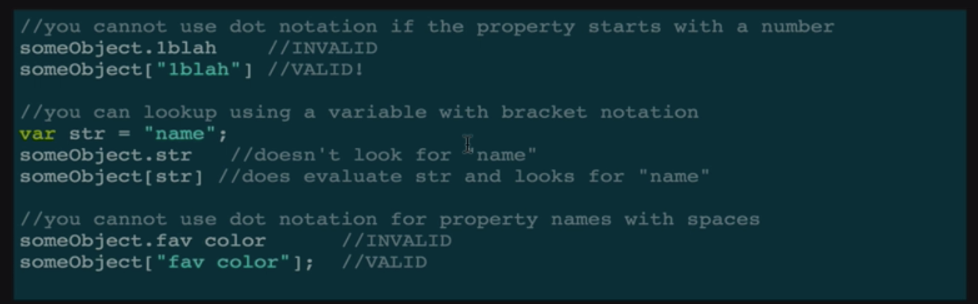 //you cannot use dot notation if the property starts with a number
someObject.1blah    //INVALID
someObject["1blah"] //VALID!
//you can lookup using a variable with bracket notation
var str = "name";
someObject.str   //doesn't look for "name"
someObject[str] //does evaluate str and looks for "name"
//you cannot use dot notation for property names with spaces
someObject.fav color      //INVALID
someObject["fav color"];  //VALID